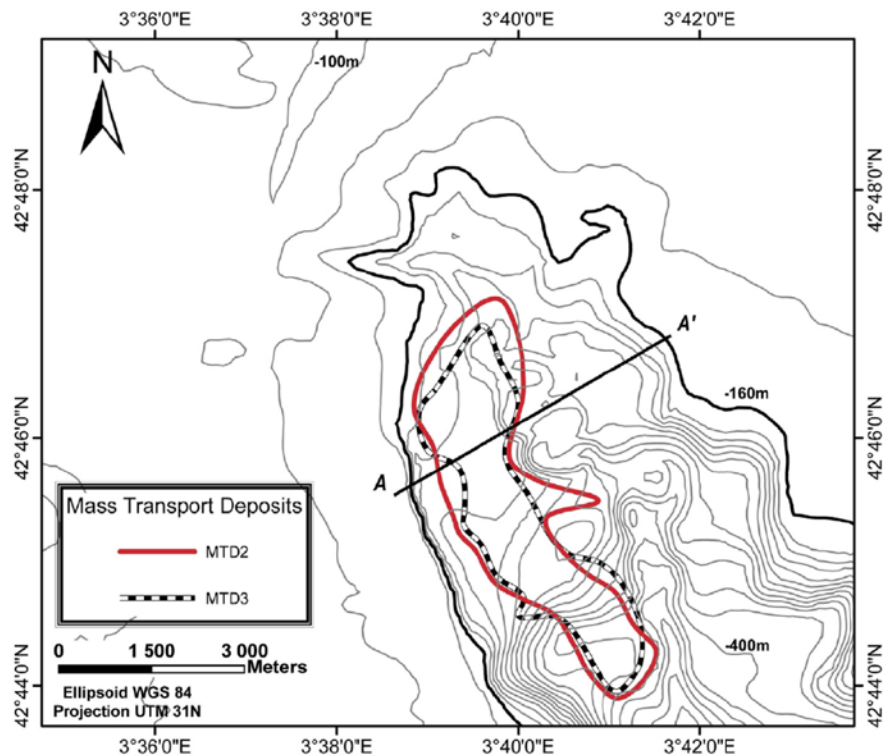 3°36'0"E 3°38'0"E 3°40'0"E 3°42'0"E
-100m
N
42°48'0"N 42°48'0"N
A'
-160m
42°46'0"N 42°46'0"N
A
Mass Transport Deposits
MTD2
MTD3
0 1 500 3 000
Meters
-400m
Ellipsoid WGS 84
Projection UTM 31N
42°44'0"N 42°44'0"N
3°36'0"E 3°38'0"E 3°40'0"E 3°42'0"E